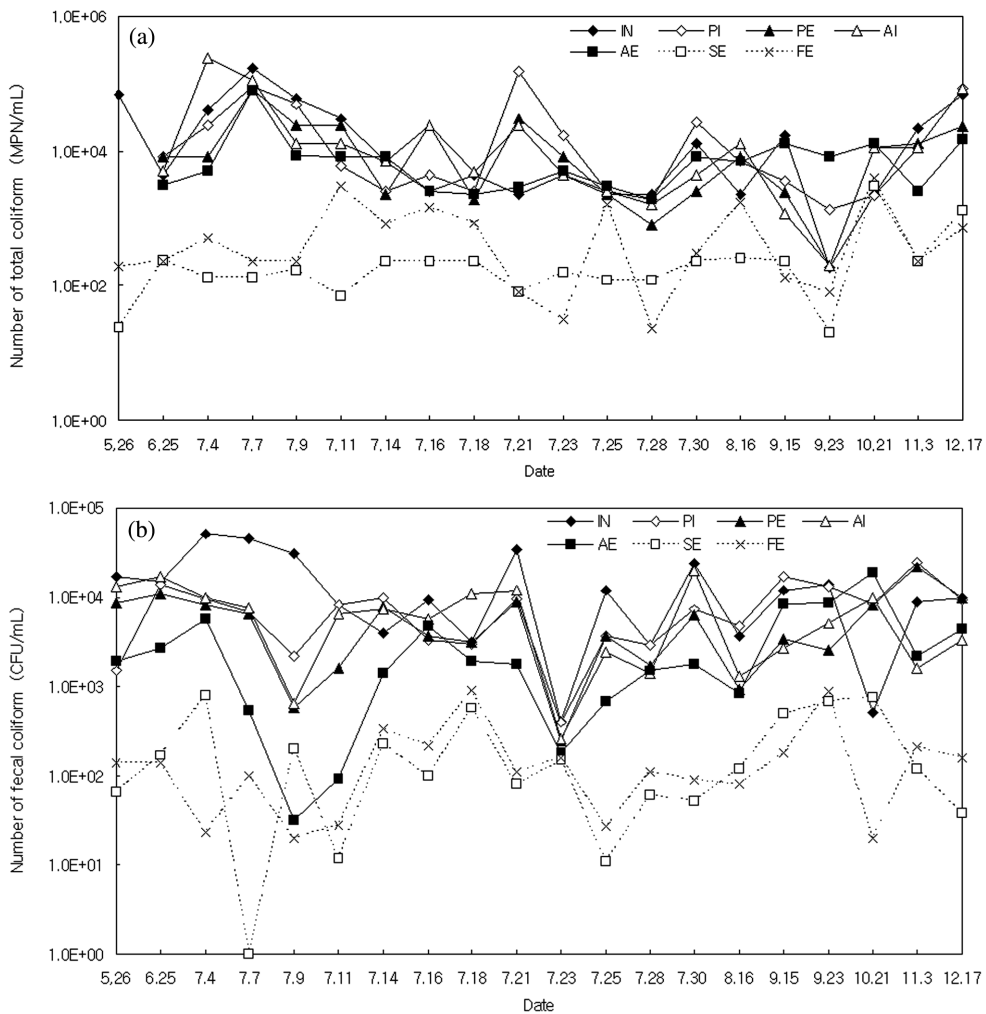 1.0E+06
(a)
IN PI PE AI
AE SE FE
1.0E+04
1.0E+02
1.0E+00
Number of total coliform (MPN/mL)
5.26 6.25 7.4 7.7 7.9 7.11 7.14 7.16 7.18 7.21 7.23 7.25 7.28 7.30 8.16 9.15 9.23 10.21 11.3 12.17
Date
1.0E+05
(b)
IN PI PE AI
AE SE FE
1.0E+04
1.0E+03
1.0E+02
1.0E+01
1.0E+00
Number of fecal coliform (CFU/mL)
5.26 6.25 7.4 7.7 7.9 7.11 7.14 7.16 7.18 7.21 7.23 7.25 7.28 7.30 8.16 9.15 9.23 10.21 11.3 12.17
Date